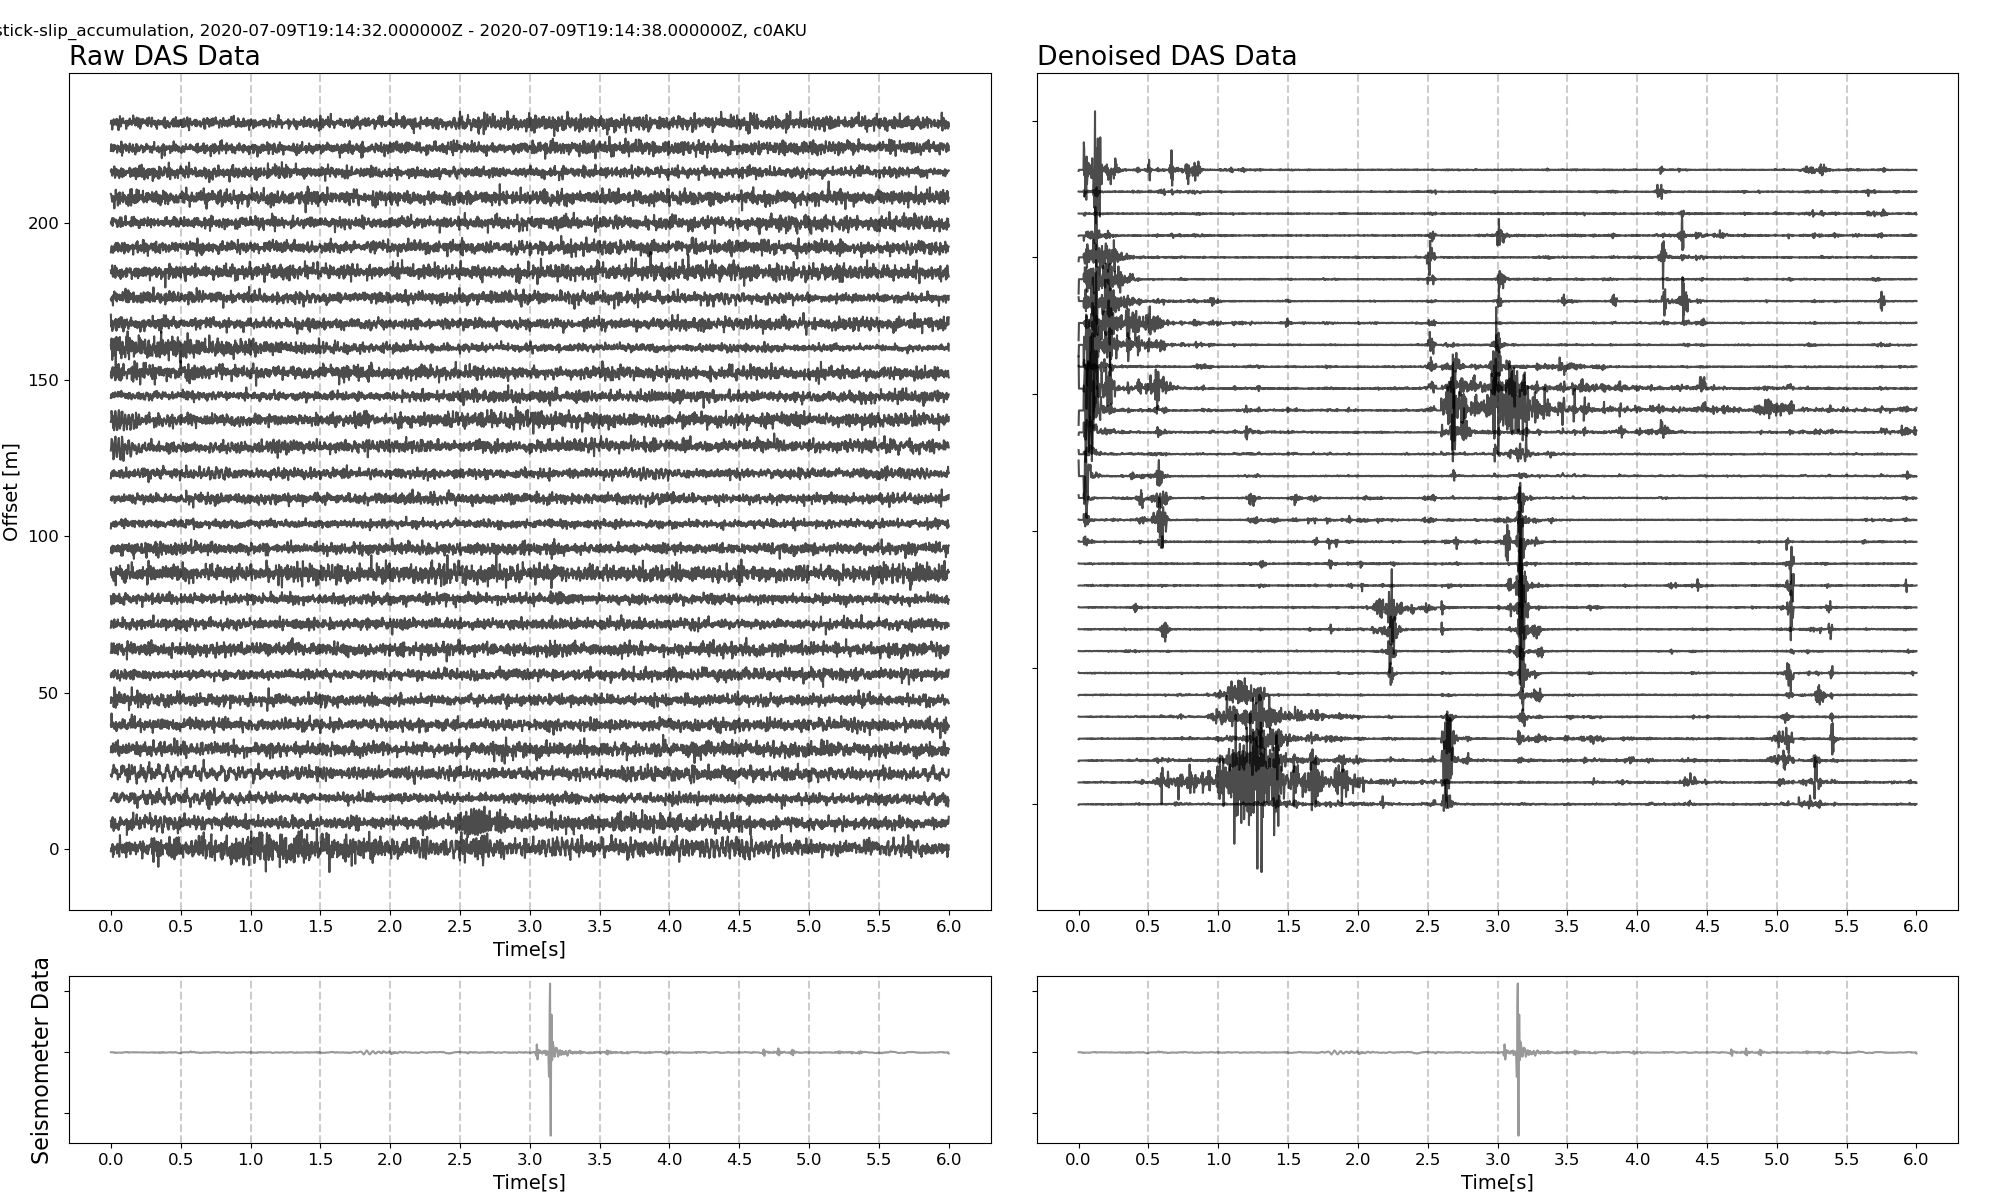 stick-slip_accumulation, 2020-07-09T19:14:32.000000Z - 2020-07-09T19:14:38.000000Z, c0AKU
Raw DAS Data
Denoised DAS Data
Offset [m]
200
150
100
50
0
0.0 0.5 1.0 1.5 2.0 2.5 3.0 3.5 4.0 4.5 5.0 5.5 6.0
Time[s]
0.0 0.5 1.0 1.5 2.0 2.5 3.0 3.5 4.0 4.5 5.0 5.5 6.0
Seismometer Data
0.0 0.5 1.0 1.5 2.0 2.5 3.0 3.5 4.0 4.5 5.0 5.5 6.0
Time[s]
0.0 0.5 1.0 1.5 2.0 2.5 3.0 3.5 4.0 4.5 5.0 5.5 6.0
Time[s]